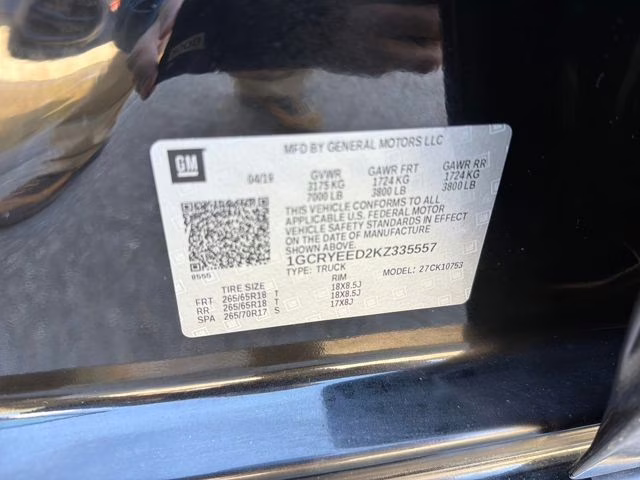 GM
04/19
MFD BY GENERAL MOTORS LLC
GVWR GAWR FRT GAWR RR
3175 KG 1724 KG 1724 KG
7000 LB 3800 LB 3800 LB
THIS VEHICLE CONFORMS TO ALL
APPLICABLE U.S. FEDERAL MOTOR
VEHICLE SAFETY STANDARDS IN EFFECT
ON THE DATE OF MANUFACTURE
SHOWN ABOVE.
1GCRYEED2KZ335557
TYPE: TRUCK MODEL: 27CK10753
TIRE SIZE RIM
FRT 265/65R18 T 18X8.5J
RR 265/65R18 T 18X8.5J
SPA 265/70R17 S 17X8J